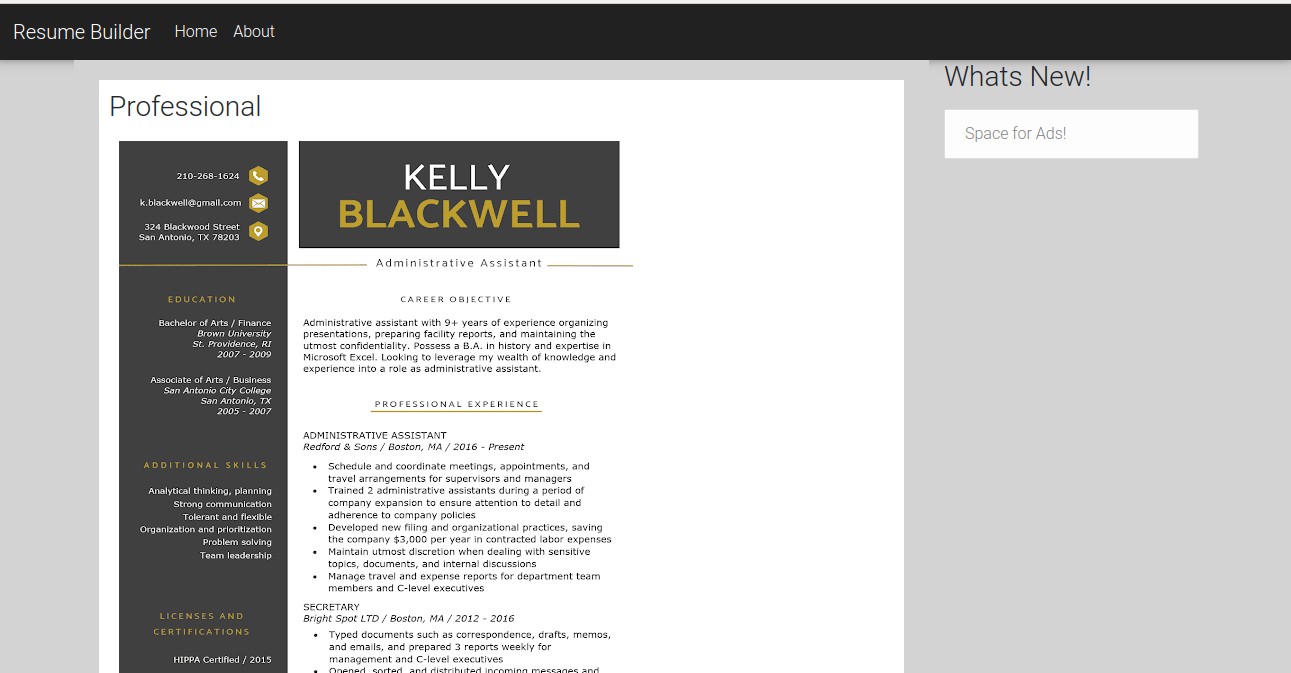 Resume Builder Home About
Whats New!
Space for Ads!
Professional
210-268-1624
k.blackwell@gmail.com
324 Blackwood Street
San Antonio, TX 78203
KELLY
BLACKWELL
Administrative Assistant
EDUCATION
Bachelor of Arts / Finance
Brown University
St. Providence, RI
2007 - 2009
Associate of Arts / Business
San Antonio City College
San Antonio, TX
2005 - 2007
ADDITIONAL SKILLS
Analytical thinking, planning
Strong communication
Tolerant and flexible
Organization and prioritization
Problem solving
Team leadership
LICENSES AND
CERTIFICATIONS
HIPPA Certified / 2015
CAREER OBJECTIVE
Administrative assistant with 9+ years of experience organizing
presentations, preparing facility reports, and maintaining the
utmost confidentiality. Possess a B.A. in history and expertise in
Microsoft Excel. Looking to leverage my wealth of knowledge and
experience into a role as administrative assistant.
PROFESSIONAL EXPERIENCE
ADMINISTRATIVE ASSISTANT
Redford & Sons / Boston, MA / 2016 - Present
• Schedule and coordinate meetings, appointments, and
travel arrangements for supervisors and managers
• Trained 2 administrative assistants during a period of
company expansion to ensure attention to detail and
adherence to company policies
• Developed new filing and organizational practices, saving
the company $3,000 per year in contracted labor expenses
• Maintain utmost discretion when dealing with sensitive
topics, documents, and internal discussions
• Manage travel and expense reports for department team
members and C-level executives
SECRETARY
Bright Spot LTD / Boston, MA / 2012 - 2016
• Typed documents such as correspondence, drafts, memos,
and emails, and prepared 3 reports weekly for
management and C-level executives
• Opened, sorted, and distributed incoming messages and